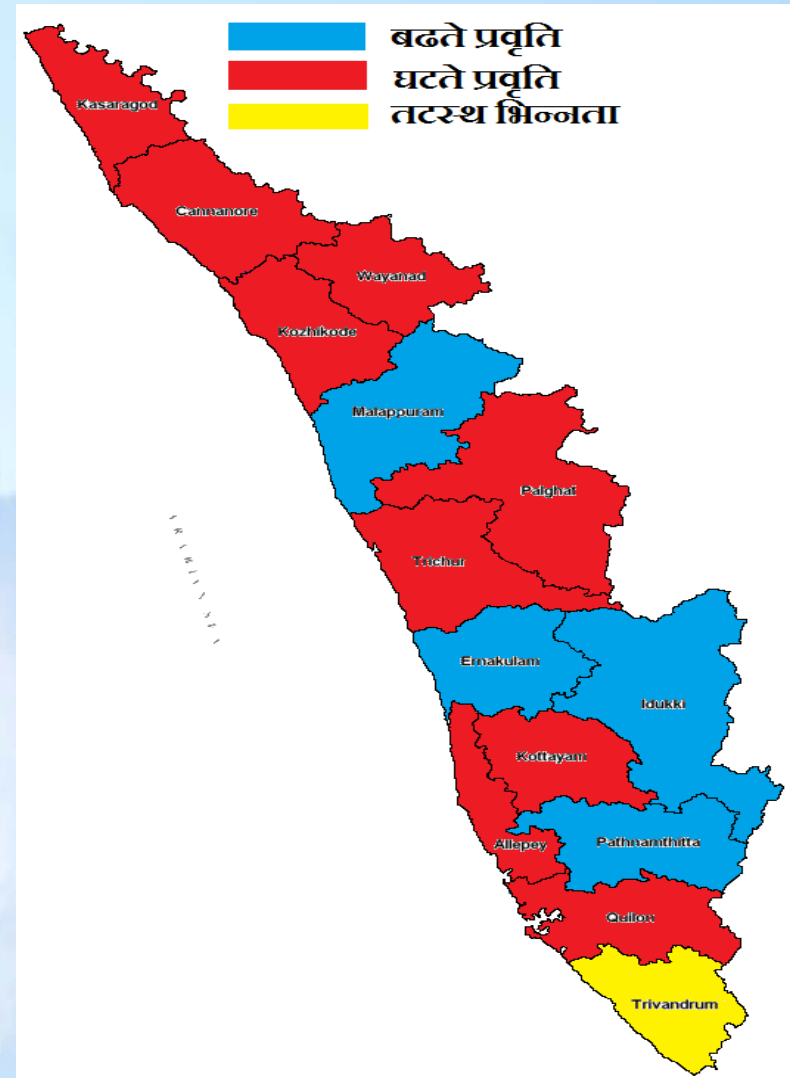 बढते प्रवृति
घटते प्रवृति
तटस्थ भिन्नता
Kasaragod
Cannanore
Wayanad
Kozhikode
Malappuram
Palghat
Trichur
Ernakulam
Idukki
Kottayam
Allepey
Pathnamthitta
Quilon
Trivandrum